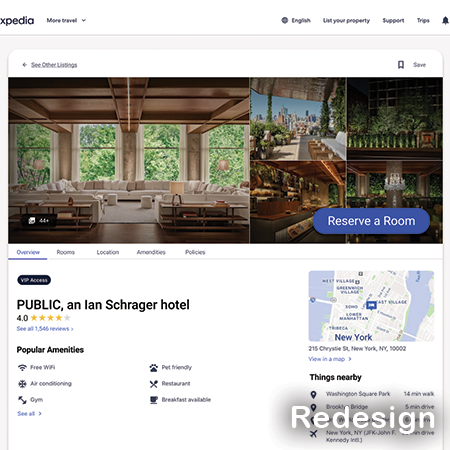 xpedia
More travel
English
List your property
Support
Trips
See Other Listings
Save
44+
Reserve a Room
Overview
Rooms
Location
Amenities
Policies
VIP Access
PUBLIC, an Ian Schrager hotel
4.0
See all 1,546 reviews
Popular Amenities
Free WiFi
Pet friendly
Air conditioning
Restaurant
Gym
Breakfast available
See all
WEST VILLAGE
GREENWICH VILLAGE
EAST VILLAGE
SOHO
LOWER MANHATTAN
TRIBECA
New York
215 Chrystie St, New York, NY, 10002
View in a map
Things nearby
Washington Square Park
14 min walk
Brooklyn Bridge
min drive
min drive
New York, NY (JFK-John F. Kennedy Intl.)
min drive
Redesign